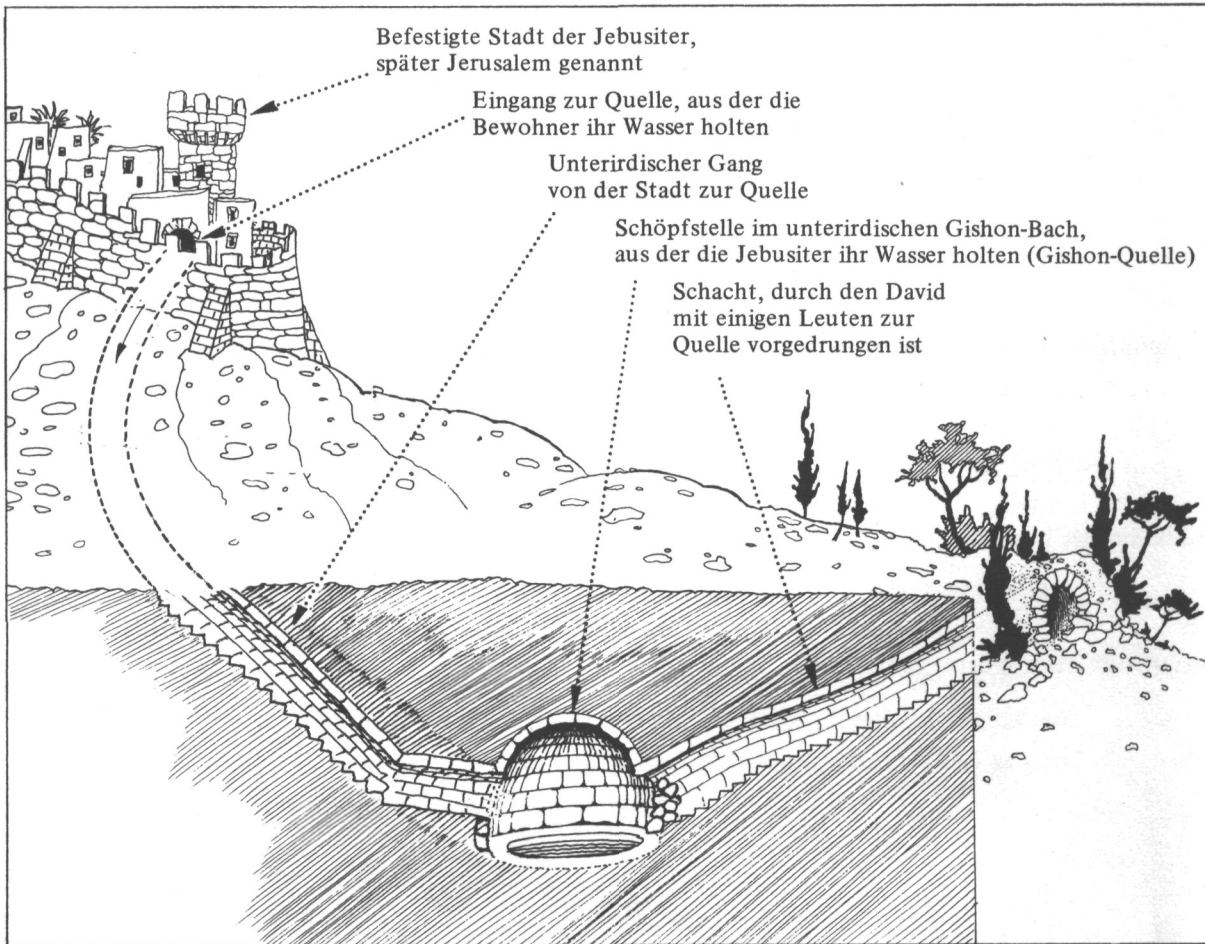 Befestigte Stadt der Jebusiter,
später Jerusalem genannt
Eingang zur Quelle, aus der die
Bewohner ihr Wasser holten
Unterirdischer Gang
von der Stadt zur Quelle
Schöpfstelle im unterirdischen Gishon-Bach,
aus der die Jebusiter ihr Wasser holten (Gishon-Quelle)
Schacht, durch den David
mit einigen Leuten zur
Quelle vorgedrungen ist